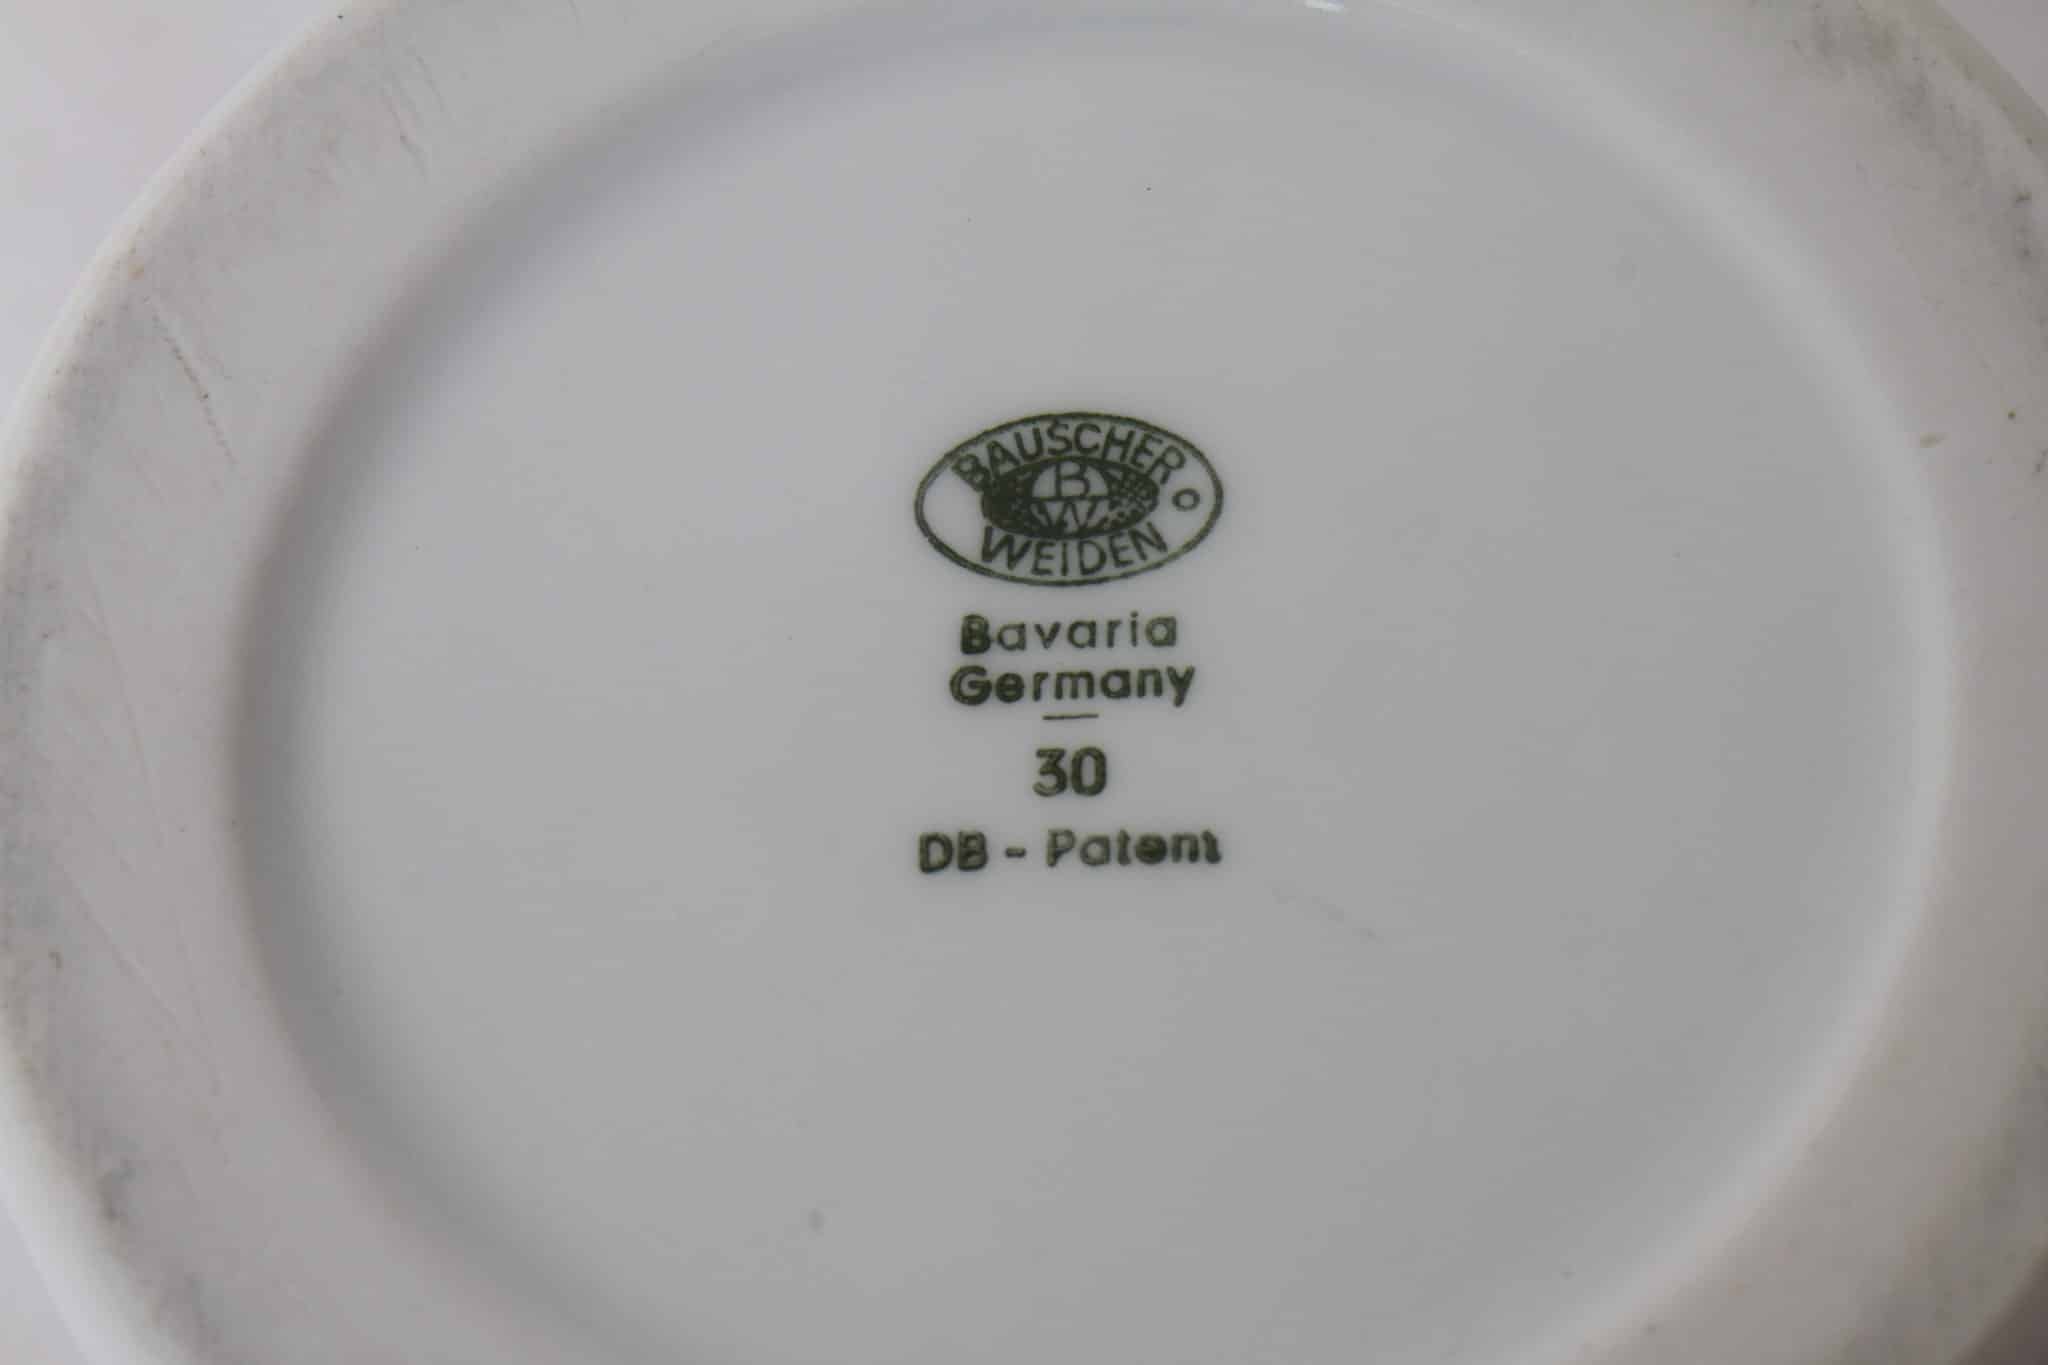 BAUSCHER
B
W
WEIDEN
Bavaria
Germany
30
DB - Patent